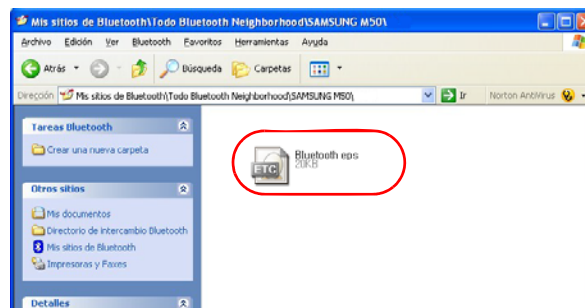 Mis sitios de Bluetooth\Todo Bluetooth Neighborhood\SAMSUNG M50\
Archivo Edición Ver Bluetooth Favoritos Herramientas Ayuda
Atrás Búsqueda Carpetas
Dirección Mis sitios de Bluetooth\Todo Bluetooth Neighborhood\SAMSUNG M50\ Ir Norton AntiVirus
Tareas Bluetooth
Crear una nueva carpeta
Otros sitios
Mis documentos
Directorio de intercambio Bluetooth
Mis sitios de Bluetooth
Impresoras y Faxes
Detalles
ETC
Bluetooth eps
20KB